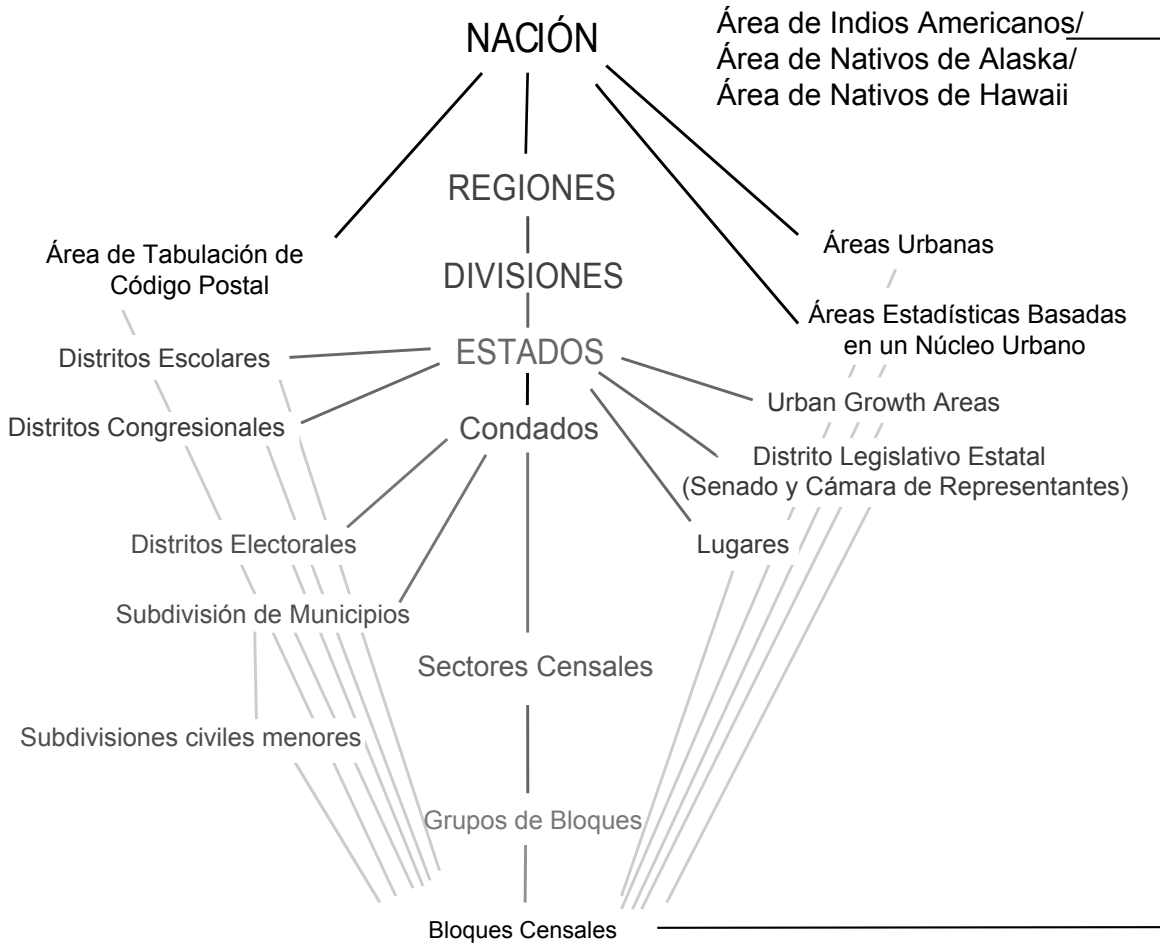 NACIÓN
Área de Indios Americanos/
Área de Nativos de Alaska/
Área de Nativos de Hawaii
REGIONES
Área de Tabulación de
Código Postal
Áreas Urbanas
DIVISIONES
Áreas Estadísticas Basadas
en un Núcleo Urbano
Distritos Escolares
ESTADOS
Urban Growth Areas
Distritos Congresionales
Condados
Distrito Legislativo Estatal
(Senado y Cámara de Representantes)
Distritos Electorales
Lugares
Subdivisión de Municipios
Sectores Censales
Subdivisiones civiles menores
Grupos de Bloques
Bloques Censales